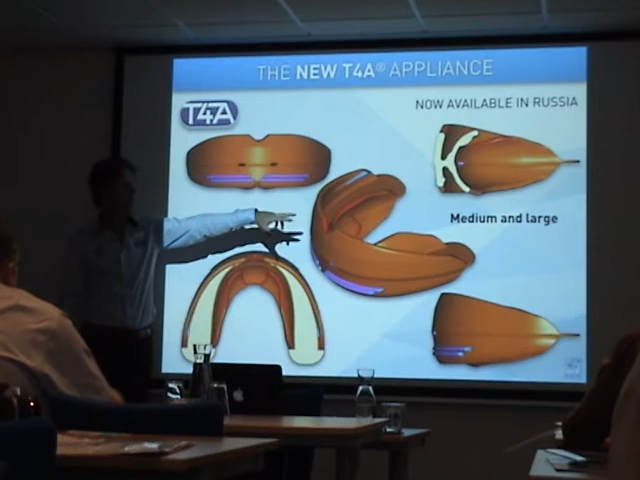 THE NEW T4A® APPLIANCE
T4A
NOW AVAILABLE IN RUSSIA
Medium and large